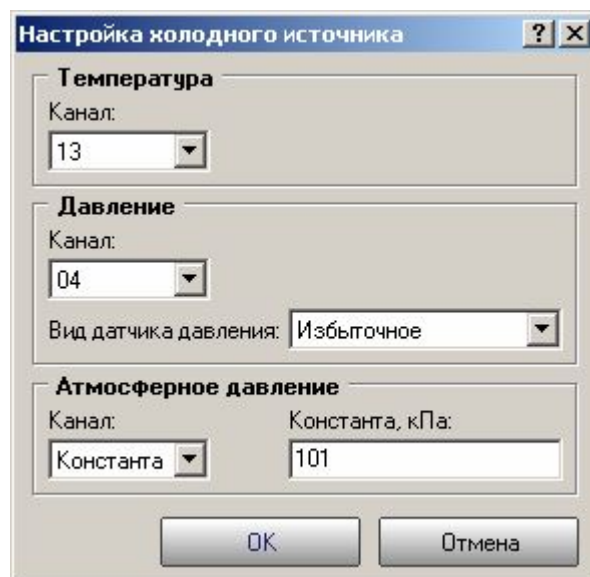 Настройка холодного источника
Температура
Канал:
13
Давление
Канал:
04
Вид датчика давления: Избыточное
Атмосферное давление
Канал: Константа, кПа:
Константа 101
OK Отмена